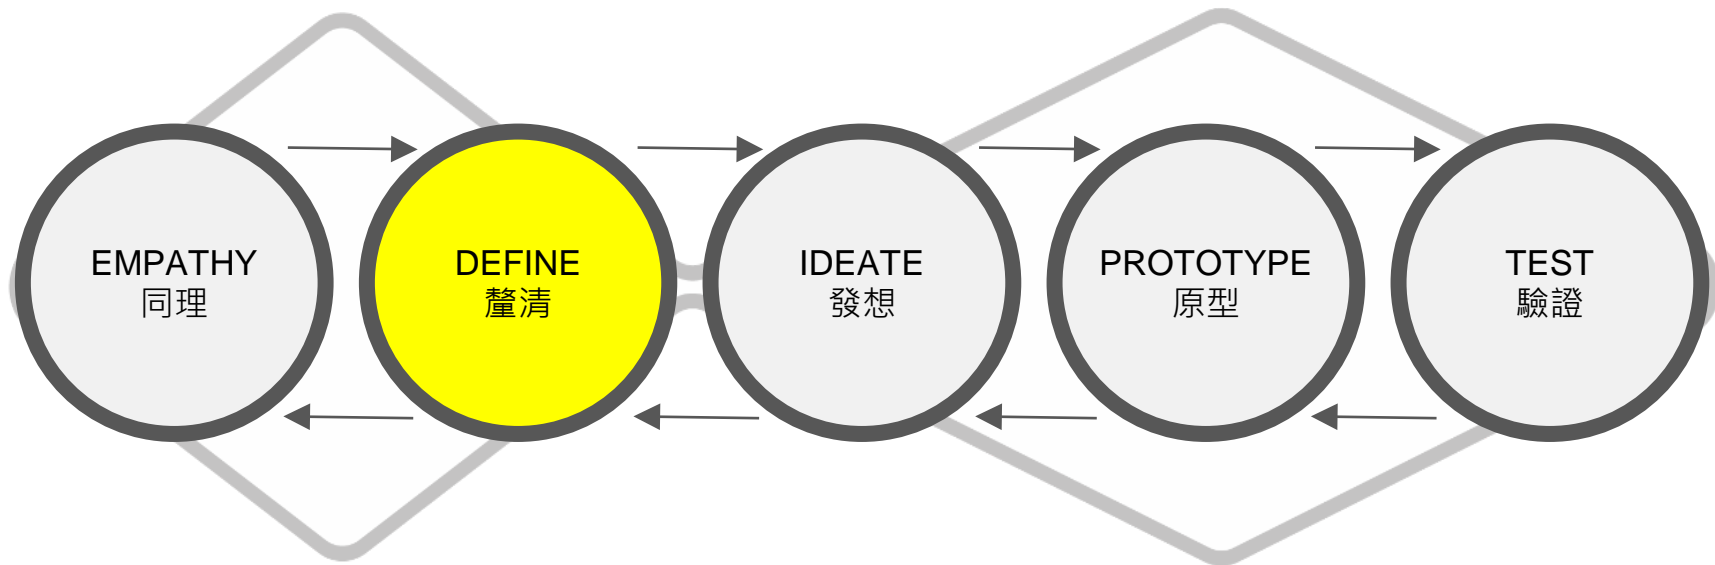 EMPATHY
同理
DEFINE
釐清
IDEATE
發想
PROTOTYPE
原型
TEST
驗證